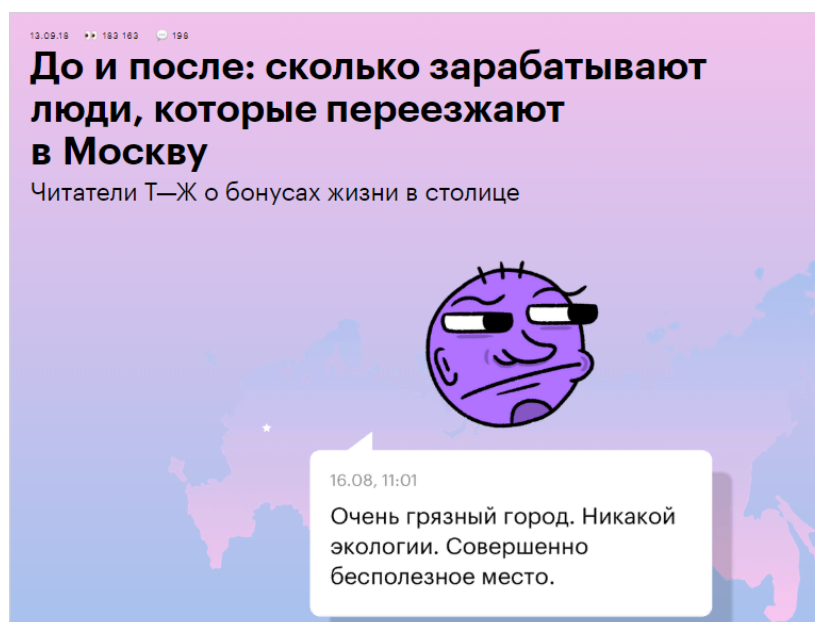 13.09.18 183 163 198
До и после: сколько зарабатывают
люди, которые переезжают
в Москву
Читатели Т—Ж о бонусах жизни в столице
16.08, 11:01
Очень грязный город. Никакой
экологии. Совершенно
бесполезное место.